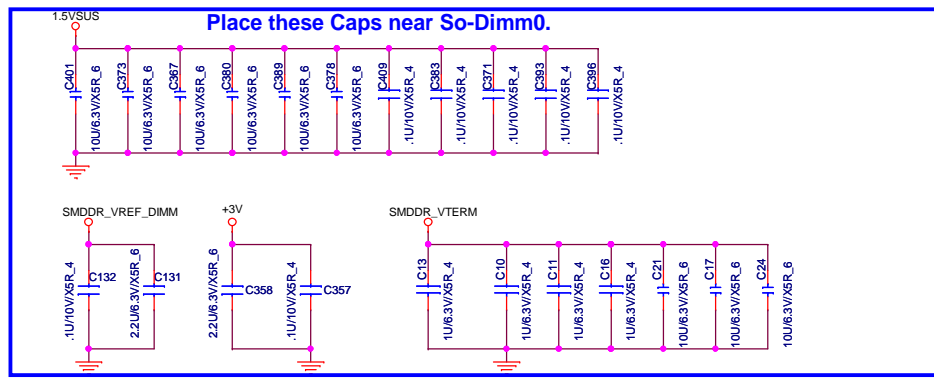 Place these Caps near So-Dimm0.
1.5VSUS
C401
10U/6.3V/X5R_6
C373
10U/6.3V/X5R_6
C367
10U/6.3V/X5R_6
C380
10U/6.3V/X5R_6
C389
10U/6.3V/X5R_6
C378
10U/6.3V/X5R_6
C409
.1U/10V/X5R_4
C383
.1U/10V/X5R_4
C371
.1U/10V/X5R_4
C393
.1U/10V/X5R_4
C396
.1U/10V/X5R_4
SMDDR_VREF_DIMM
.1U/10V/X5R_4
C132
2.2U/6.3V/X5R_6
C131
+3V
2.2U/6.3V/X5R_6
C358
.1U/10V/X5R_4
C357
SMDDR_VTERM
C13
1U/6.3V/X5R_4
C10
1U/6.3V/X5R_4
C11
1U/6.3V/X5R_4
C16
1U/6.3V/X5R_4
C21
10U/6.3V/X5R_6
C17
10U/6.3V/X5R_6
C24
10U/6.3V/X5R_6